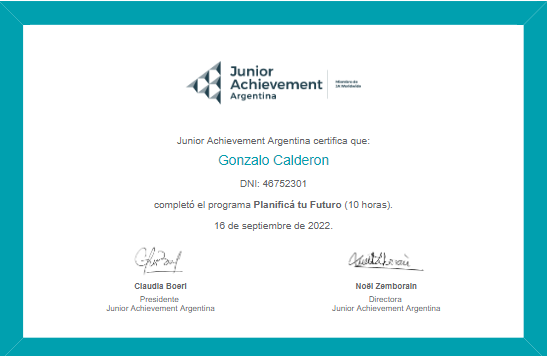 Junior
Achievement
Argentina
Miembro de
JA Worldwide
Junior Achievement Argentina certifica que:
Gonzalo Calderon
DNI: 46752301
completó el programa Planificá tu Futuro (10 horas).
16 de septiembre de 2022.
Claudia Boeri
Presidente
Junior Achievement Argentina
Noël Zemborain
Directora
Junior Achievement Argentina